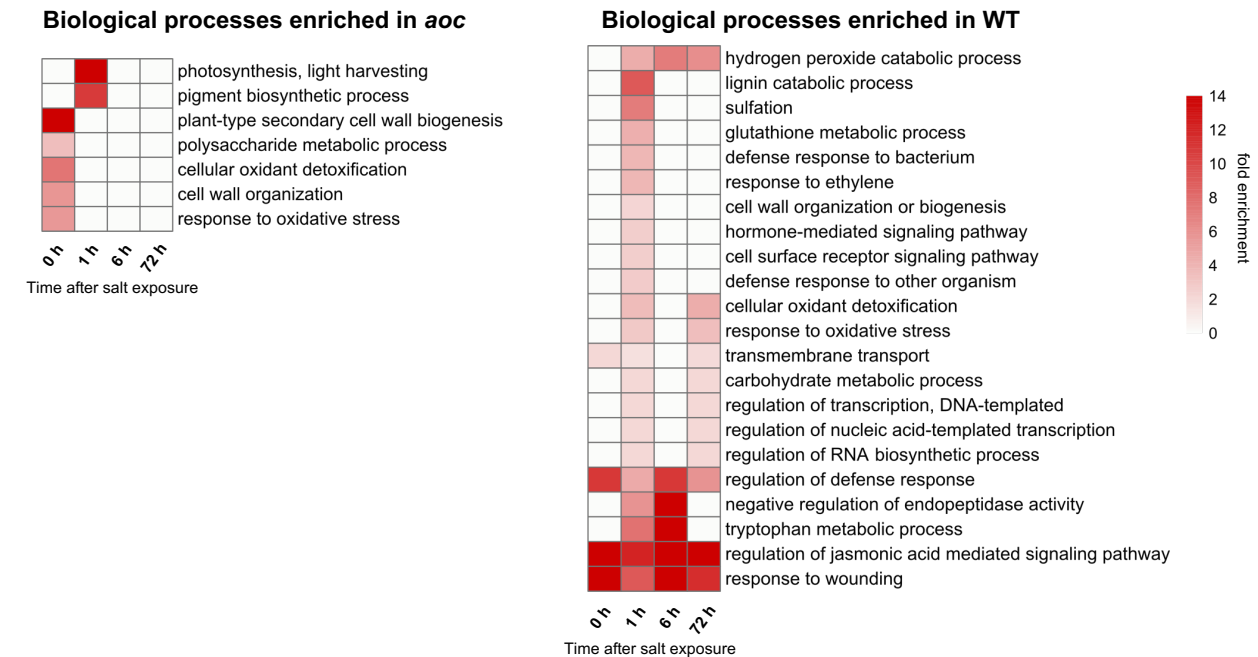 Biological processes enriched in aoc
photosynthesis, light harvesting
pigment biosynthetic process
plant-type secondary cell wall biogenesis
polysaccharide metabolic process
cellular oxidant detoxification
cell wall organization
response to oxidative stress
0 h 1 h 6 h 72 h
Time after salt exposure
Biological processes enriched in WT
hydrogen peroxide catabolic process
lignin catabolic process
sulfation
glutathione metabolic process
defense response to bacterium
response to ethylene
cell wall organization or biogenesis
hormone-mediated signaling pathway
cell surface receptor signaling pathway
defense response to other organism
cellular oxidant detoxification
response to oxidative stress
transmembrane transport
carbohydrate metabolic process
regulation of transcription, DNA-templated
regulation of nucleic acid-templated transcription
regulation of RNA biosynthetic process
regulation of defense response
negative regulation of endopeptidase activity
tryptophan metabolic process
regulation of jasmonic acid mediated signaling pathway
response to wounding
0 h 1 h 6 h 72 h
Time after salt exposure
14
12
10
8
6
4
2
0
fold enrichment